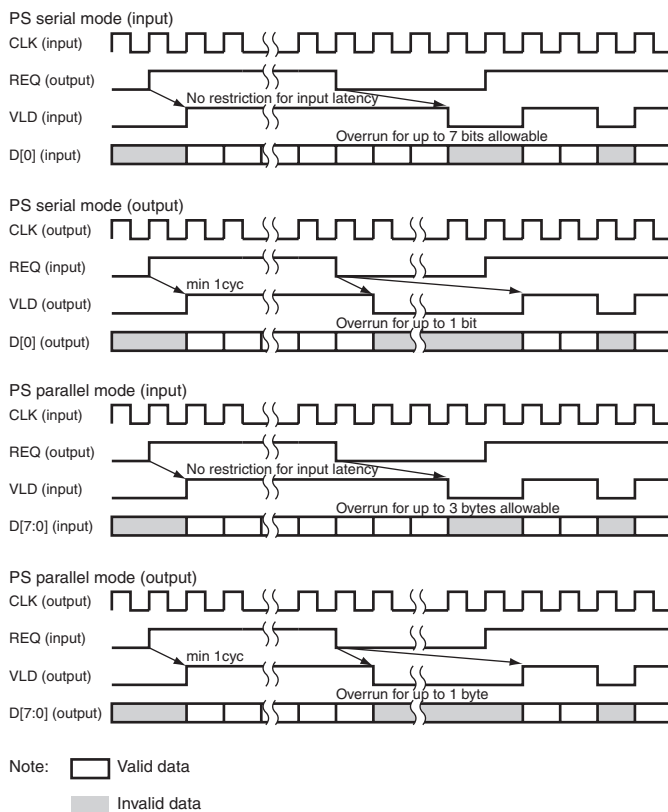 PS serial mode (input)
CLK (input)
REQ (output)
No restriction for input latency
VLD (input)
Overrun for up to 7 bits allowable
D[0] (input)
PS serial mode (output)
CLK (output)
REQ (input)
min 1cyc
VLD (output)
Overrun for up to 1 bit
D[0] (output)
PS parallel mode (input)
CLK (input)
REQ (output)
No restriction for input latency
VLD (input)
Overrun for up to 3 bytes allowable
D[7:0] (input)
PS parallel mode (output)
CLK (output)
REQ (input)
min 1cyc
VLD (output)
Overrun for up to 1 byte
D[7:0] (output)
Note: Valid data
Invalid data